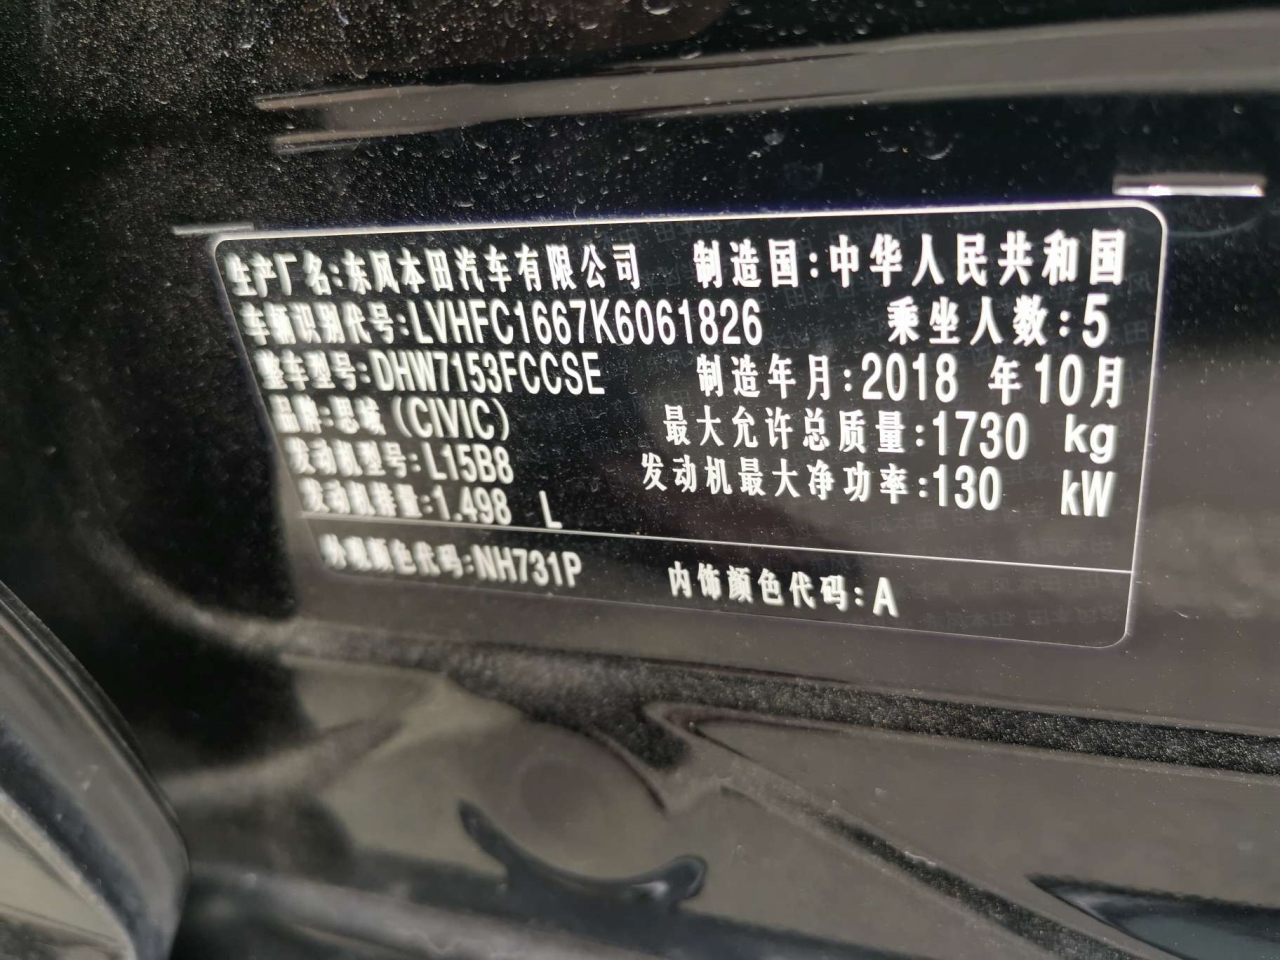 生产厂名:东风本田汽车有限公司 制造国:中华人民共和国
车辆识别代号:LVHFC1667K6061826 乘坐人数:5
整车型号:DHW7153FCCSE 制造年月:2018 年10月
品牌:思域(CIVIC) 最大允许总质量:1730 kg
发动机型号:L15B8 发动机最大净功率:130 kW
发动机排量:1.498 L
外观颜色代码:NH731P 内饰颜色代码:A